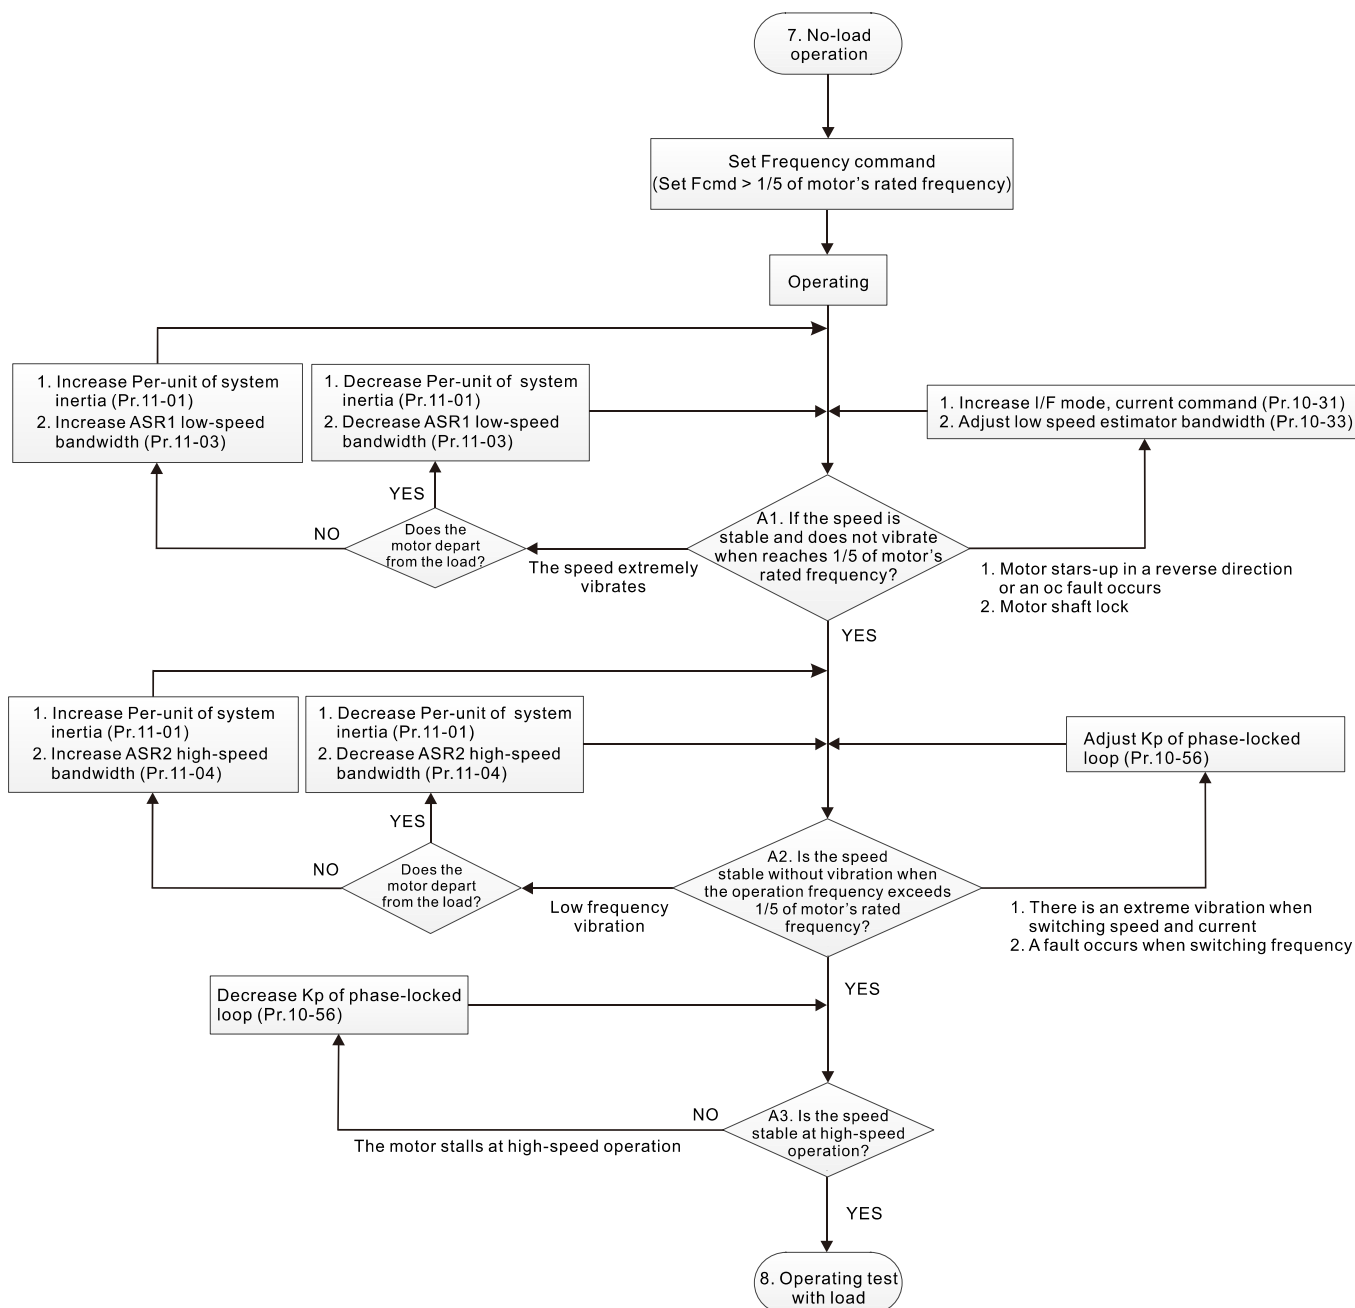 7. No-load
operation
Set Frequency command
(Set Fcmd > 1/5 of motor's rated frequency)
Operating
1. Increase Per-unit of system
inertia (Pr.11-01)
2. Increase ASR1 low-speed
bandwidth (Pr.11-03)
1. Decrease Per-unit of system
inertia (Pr.11-01)
2. Decrease ASR1 low-speed
bandwidth (Pr.11-03)
1. Increase I/F mode, current command (Pr.10-31)
2. Adjust low speed estimator bandwidth (Pr.10-33)
YES
NO
Does the
motor depart
from the load?
The speed extremely
vibrates
A1. If the speed is
stable and does not vibrate
when reaches 1/5 of motor's
rated frequency?
1. Motor stars-up in a reverse direction
or an oc fault occurs
2. Motor shaft lock
YES
1. Increase Per-unit of system
inertia (Pr.11-01)
2. Increase ASR2 high-speed
bandwidth (Pr.11-04)
1. Decrease Per-unit of system
inertia (Pr.11-01)
2. Decrease ASR2 high-speed
bandwidth (Pr.11-04)
Adjust Kp of phase-locked
loop (Pr.10-56)
YES
NO
Does the
motor depart
from the load?
Low frequency
vibration
A2. Is the speed
stable without vibration when
the operation frequency exceeds
1/5 of motor's rated
frequency?
1. There is an extreme vibration when
switching speed and current
2. A fault occurs when switching frequency
YES
Decrease Kp of phase-locked
loop (Pr.10-56)
NO
The motor stalls at high-speed operation
A3. Is the speed
stable at high-speed
operation?
YES
8. Operating test
with load